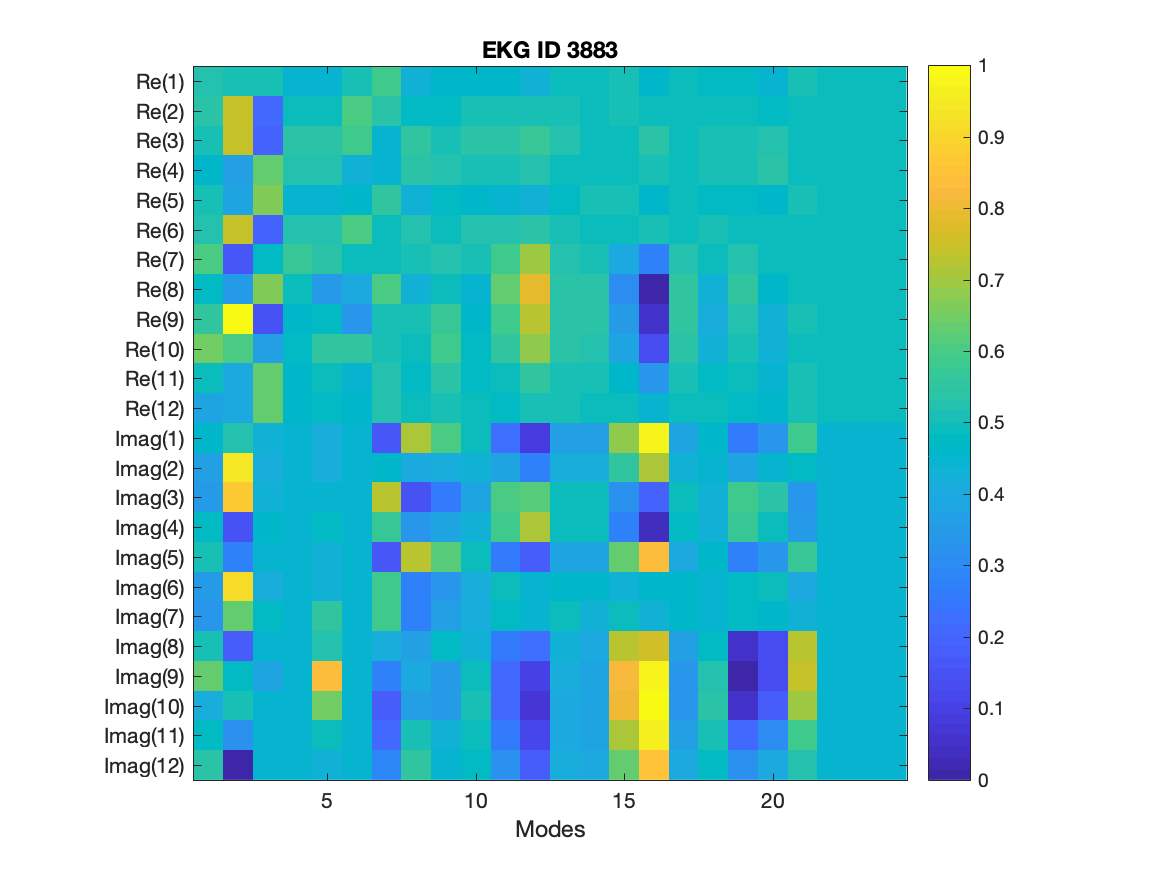 EKG ID 3883
Re(1)
Re(2)
Re(3)
Re(4)
Re(5)
Re(6)
Re(7)
Re(8)
Re(9)
Re(10)
Re(11)
Re(12)
Imag(1)
Imag(2)
Imag(3)
Imag(4)
Imag(5)
Imag(6)
Imag(7)
Imag(8)
Imag(9)
Imag(10)
Imag(11)
Imag(12)
5 10 15 20
Modes
1
0.9
0.8
0.7
0.6
0.5
0.4
0.3
0.2
0.1
0